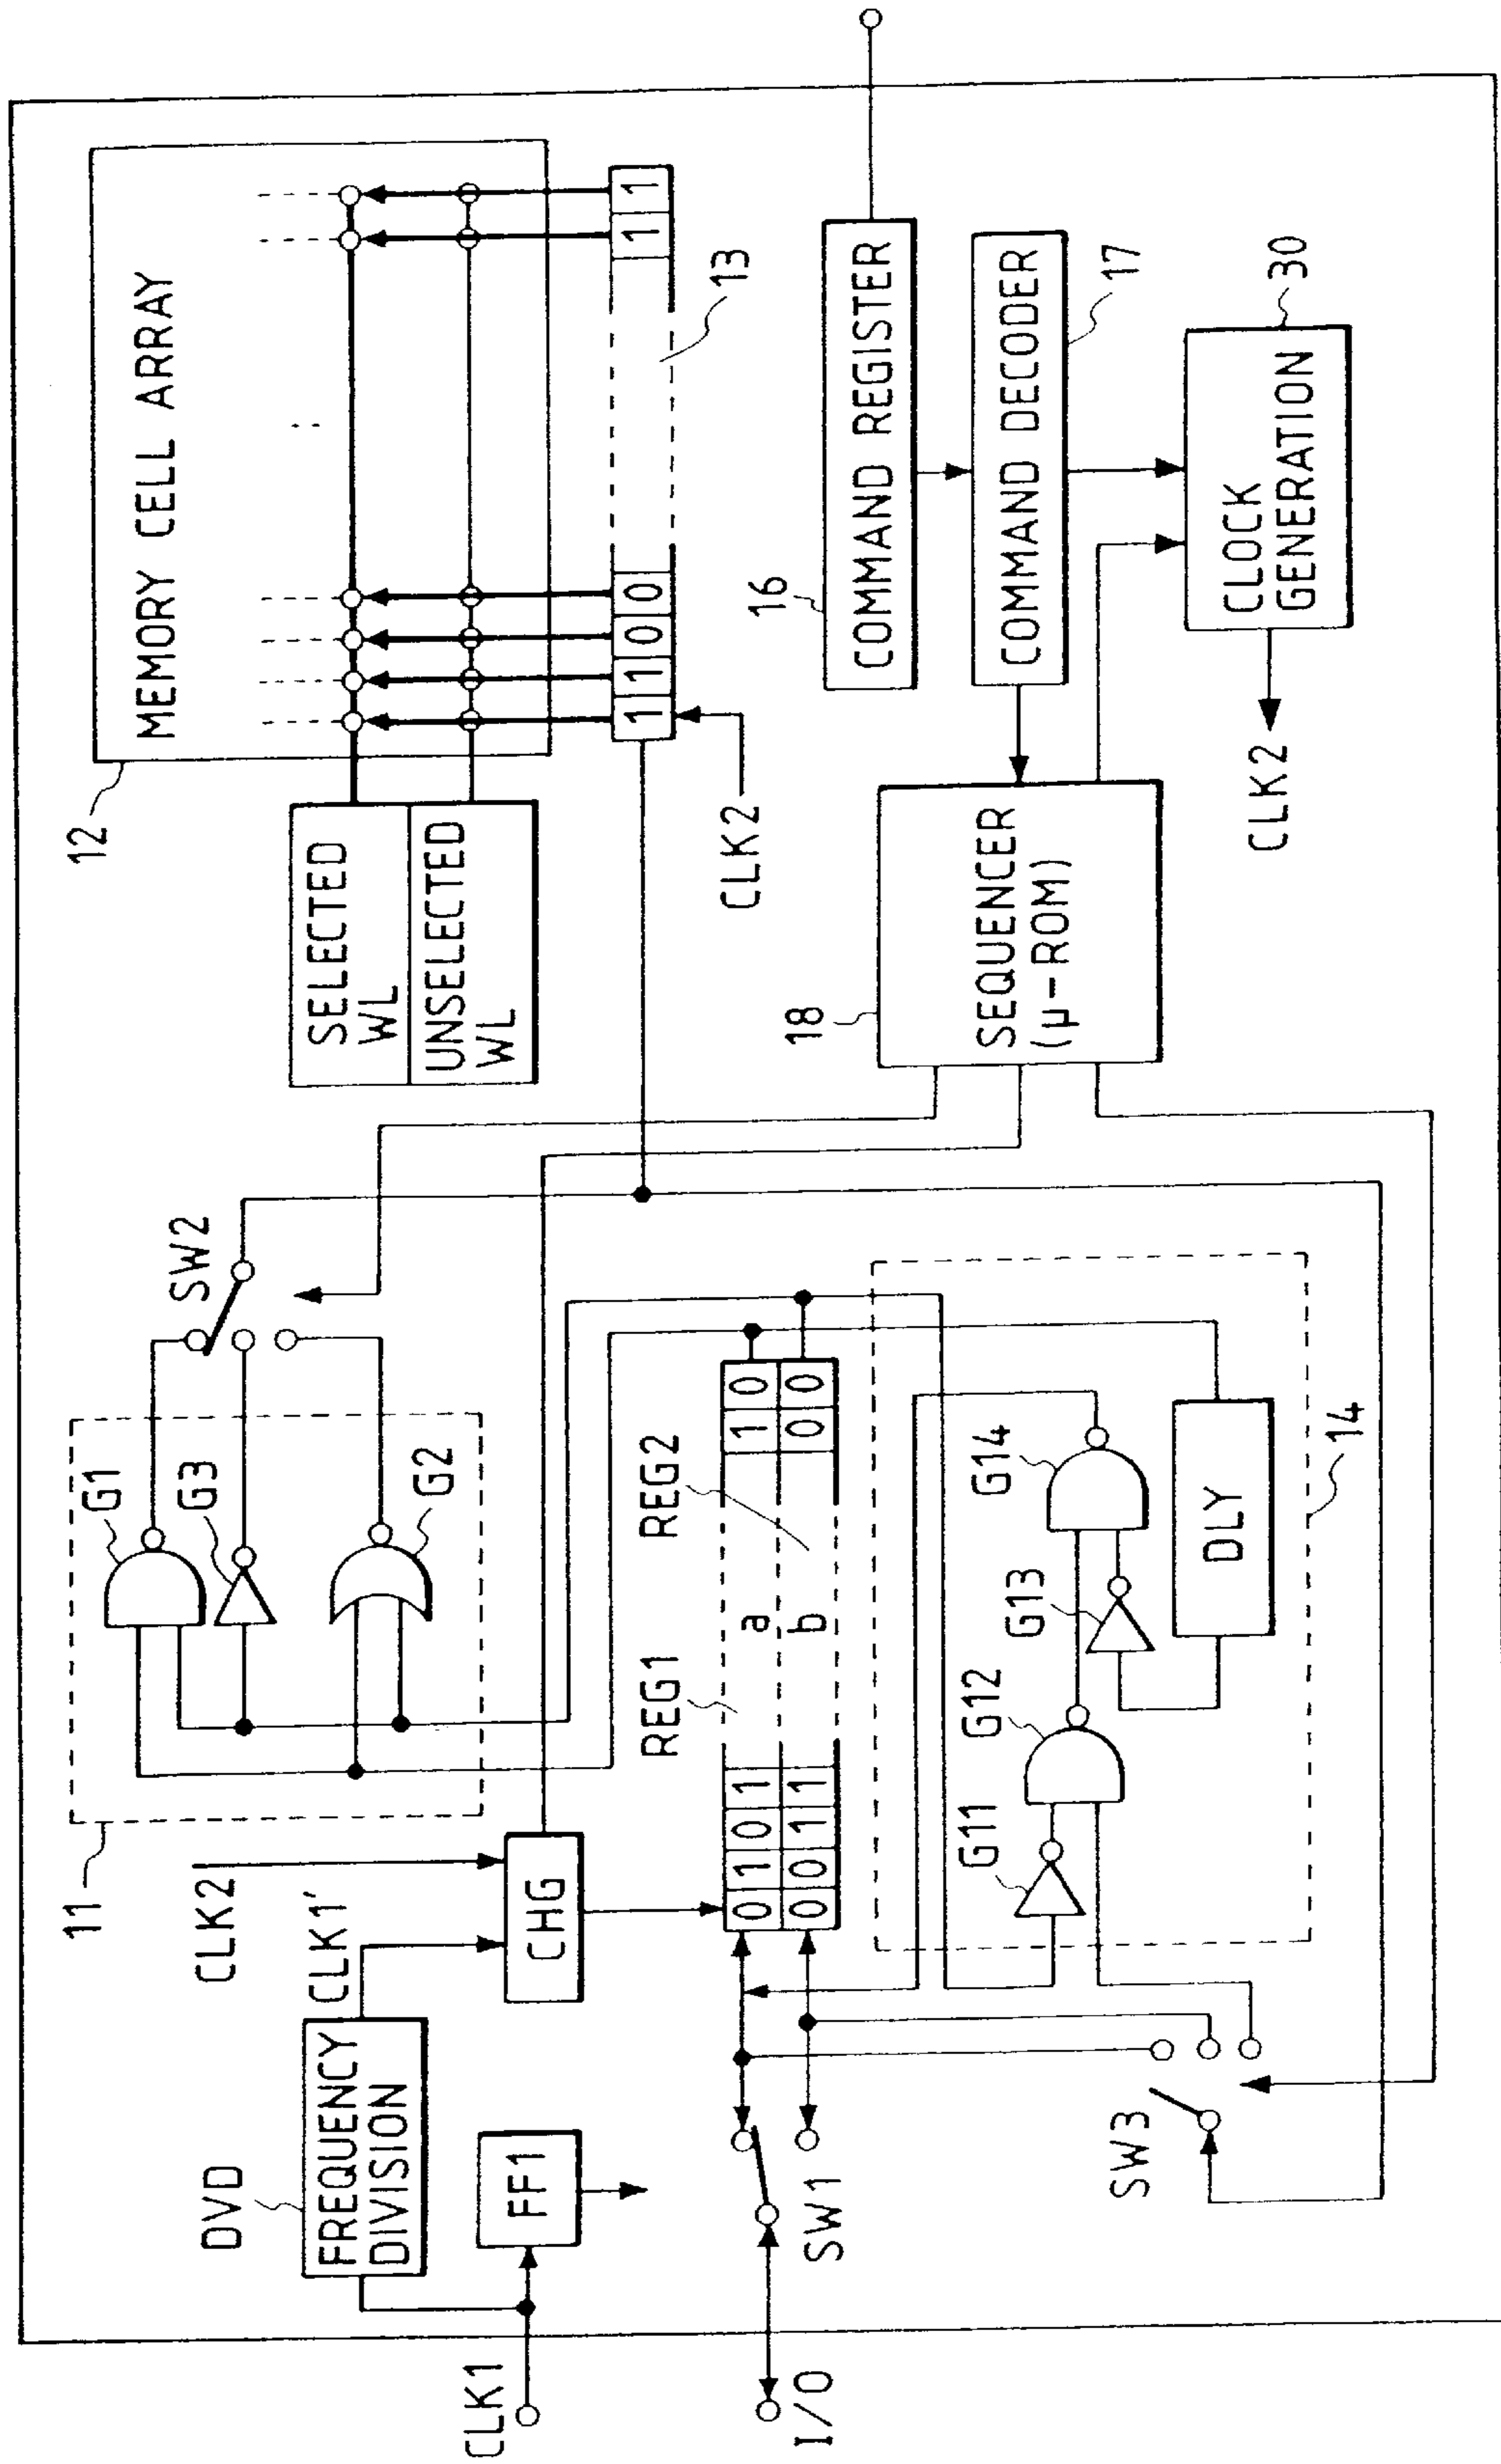 12
MEMORY CELL ARRAY
SELECTED
WL
UNSELECTED
WL
1 1 0 0
1 1
13
CLK2
11
G1
G3
G2
SW2
CLK2
CLK1'
CHG
DVD
FREQUENCY
DIVISION
FF1
CLK1
I/O
SW1
REG1
REG2
a
b
0 1 0 1
0 0 1 1
1 0
0 0
G11
G12
G13
G14
DLY
14
SW3
16
COMMAND REGISTER
COMMAND DECODER
17
18
SEQUENCER
(μ-ROM)
CLOCK
GENERATION
30
CLK2